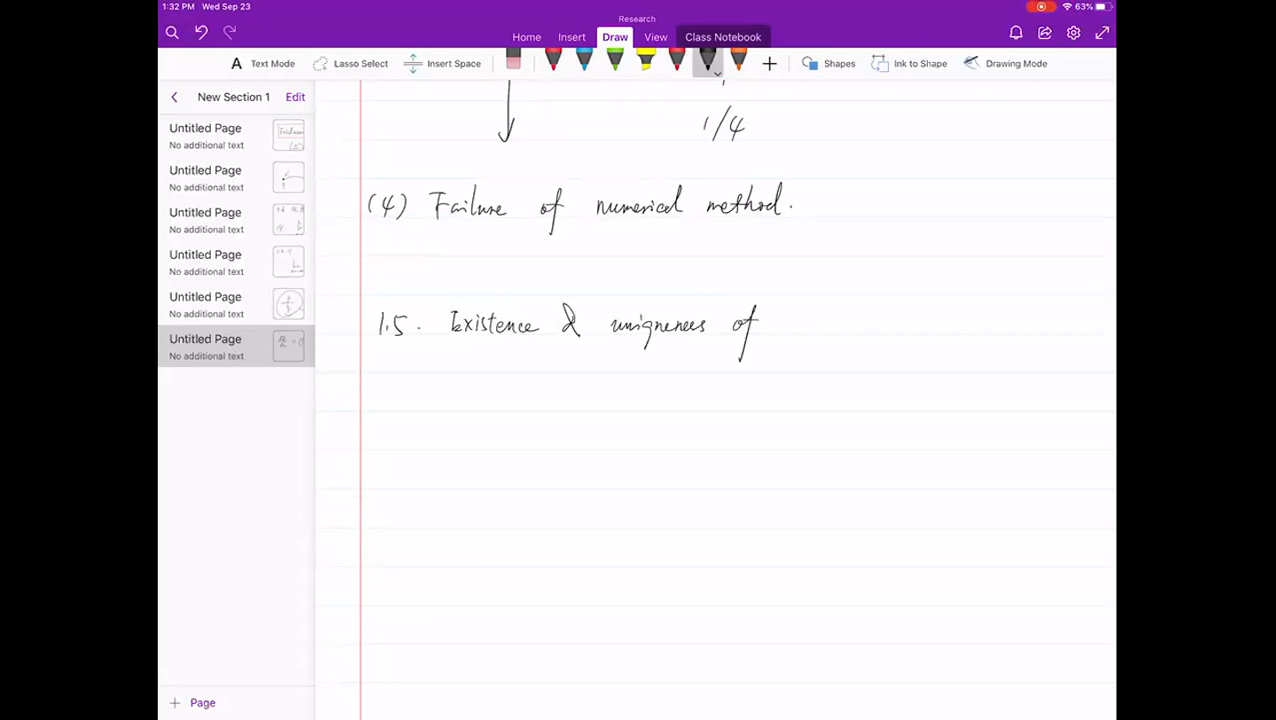 1:32 PM Wed Sep 23
63%
Research
Home Insert Draw View Class Notebook
Text Mode Lasso Select Insert Space Shapes Ink to Shape Drawing Mode
New Section 1 Edit
Untitled Page
No additional text
Untitled Page
No additional text
Untitled Page
No additional text
Untitled Page
No additional text
Untitled Page
No additional text
Untitled Page
No additional text
Page
1/4
(4) Failure of numerical method.
1.5. Existence & uniqueness of